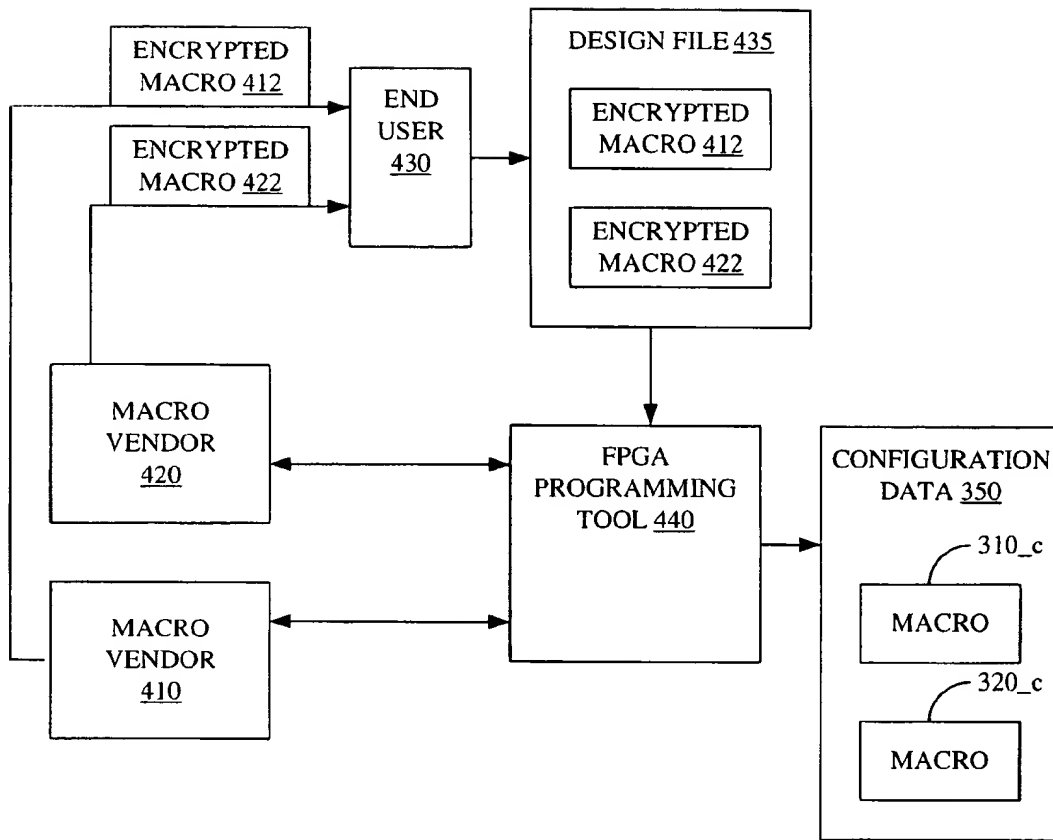 ENCRYPTED
MACRO 412
ENCRYPTED
MACRO 422
END
USER
430
DESIGN FILE 435
ENCRYPTED
MACRO 412
ENCRYPTED
MACRO 422
MACRO
VENDOR
420
MACRO
VENDOR
410
FPGA
PROGRAMMING
TOOL 440
CONFIGURATION
DATA 350
310_c
MACRO
320_c
MACRO